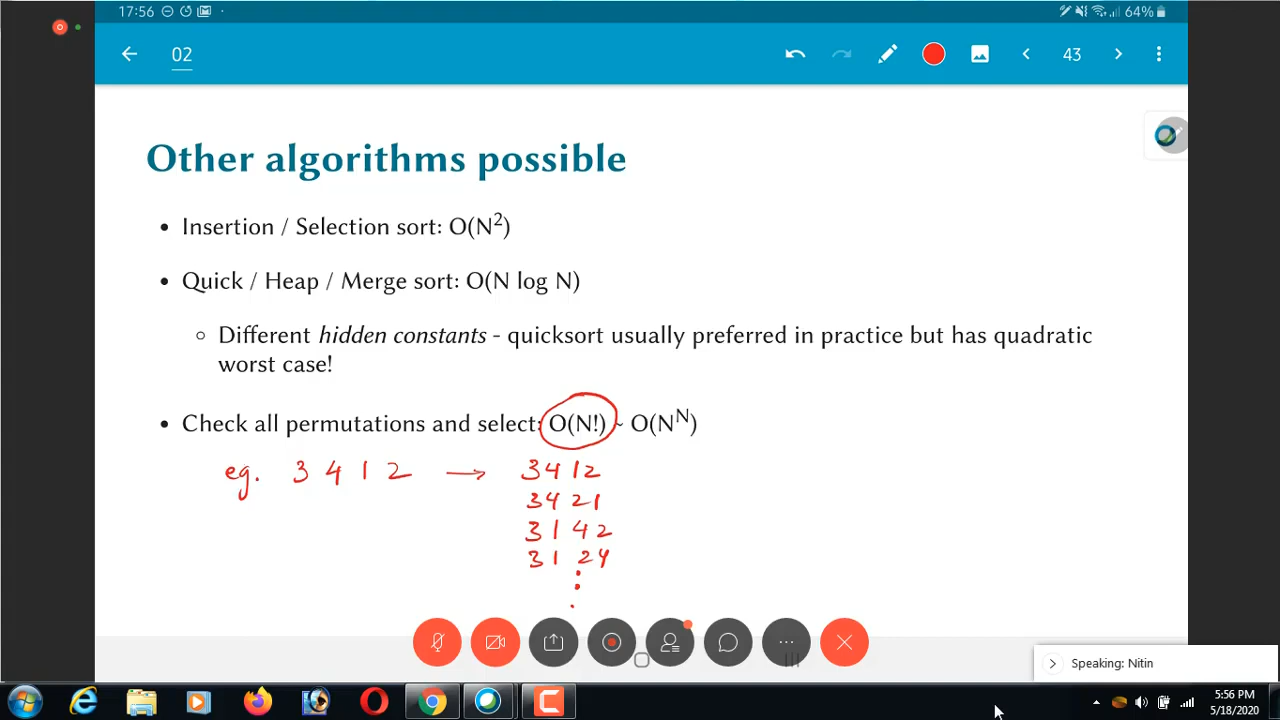 17:56
64%
02
43
Other algorithms possible
• Insertion / Selection sort: O(N²)
• Quick / Heap / Merge sort: O(N log N)
○ Different hidden constants - quicksort usually preferred in practice but has quadratic
worst case!
• Check all permutations and select: O(N!) ~ O(Nᴺ)
eg. 3 4 1 2 → 3412
3421
3142
3124
Speaking: Nitin
5:56 PM
5/18/2020